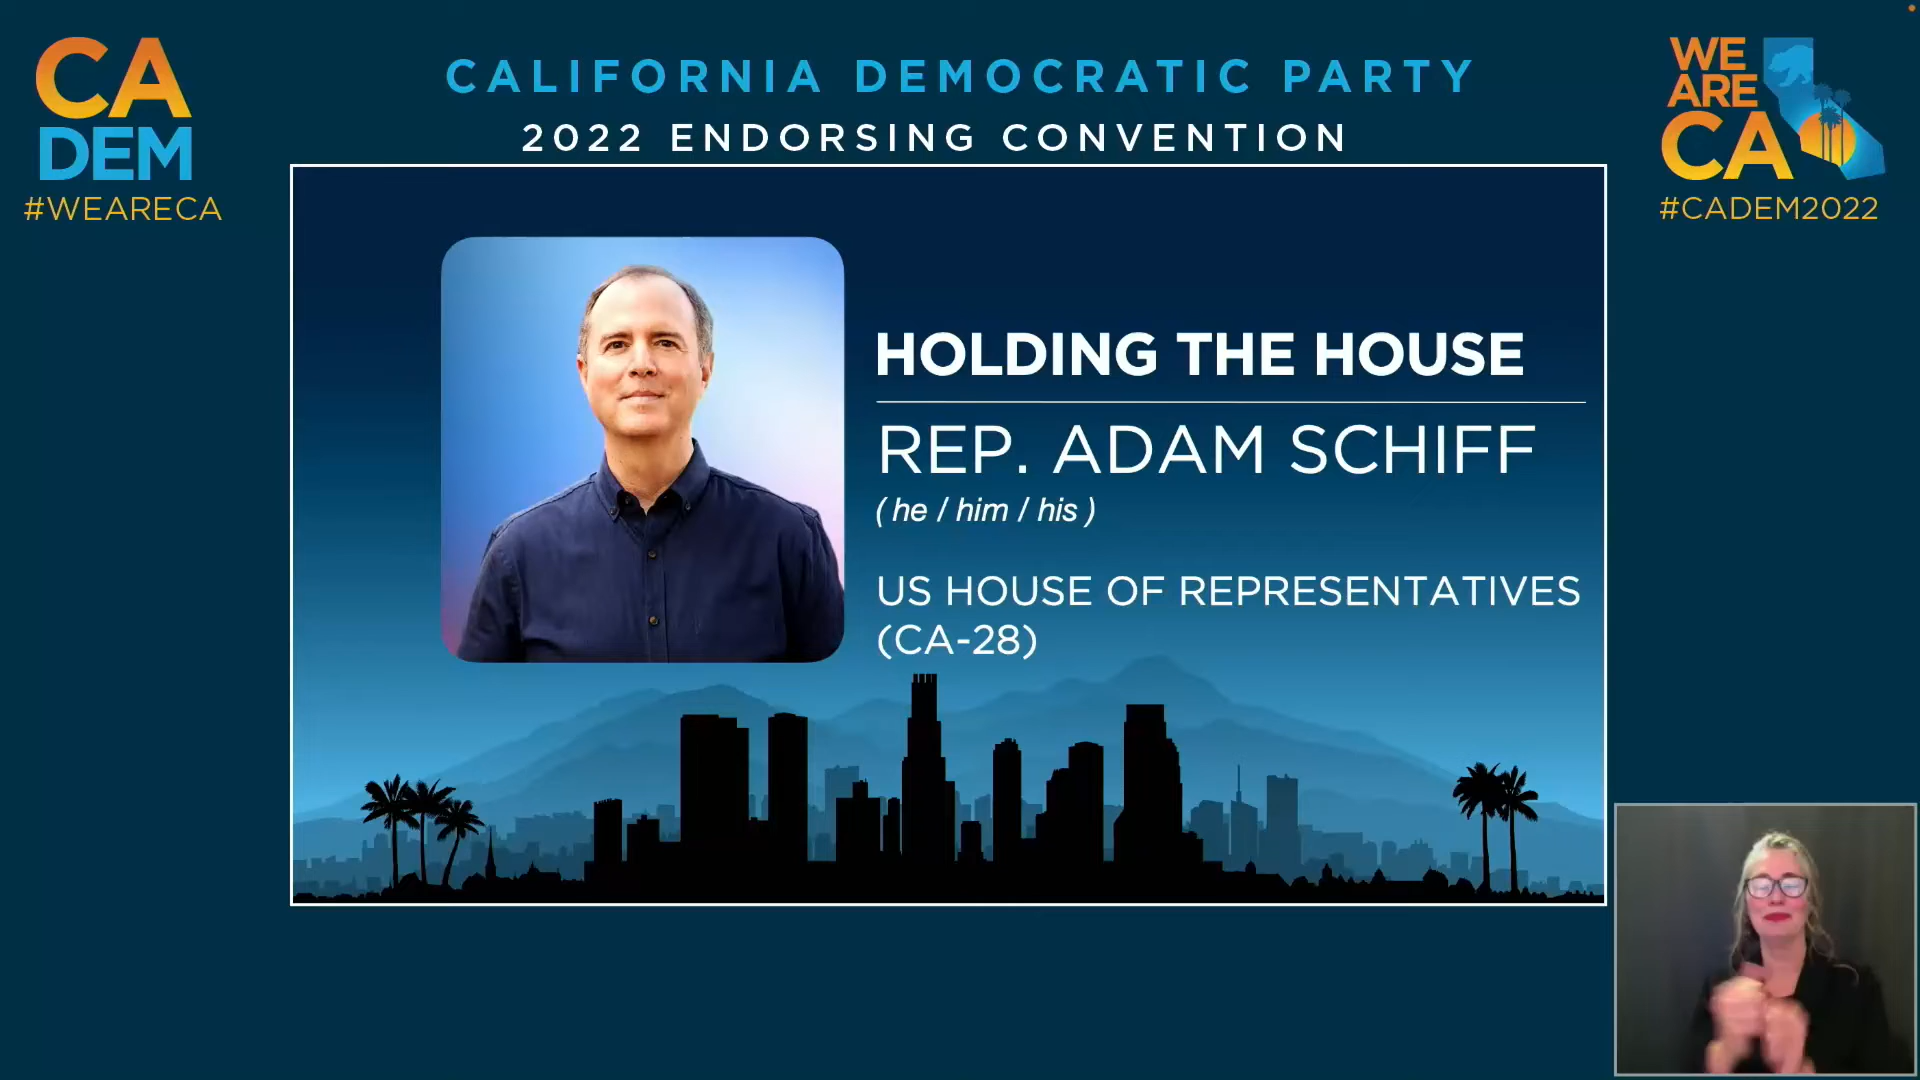 CA
DEM
#WEARECA
CALIFORNIA DEMOCRATIC PARTY
2022 ENDORSING CONVENTION
WE
ARE
CA
#CADEM2022
HOLDING THE HOUSE
REP. ADAM SCHIFF
( he / him / his )
US HOUSE OF REPRESENTATIVES
(CA-28)